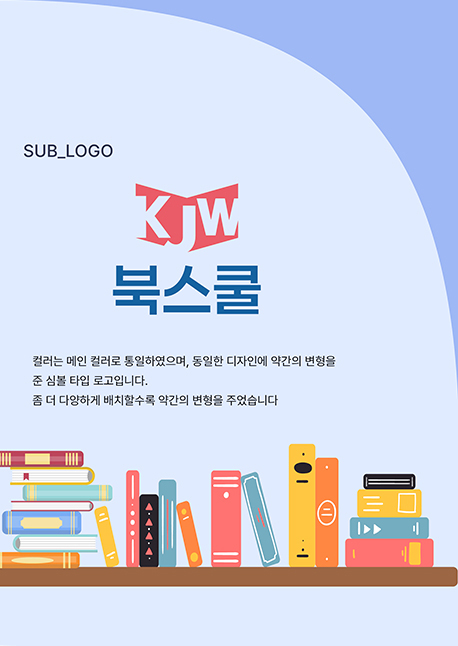 SUB_LOGO
KJW
북스쿨
컬러는 메인 컬러로 통일하였으며, 동일한 디자인에 약간의 변형을
준 심볼 타입 로고입니다.
좀 더 다양하게 배치할수록 약간의 변형을 주었습니다